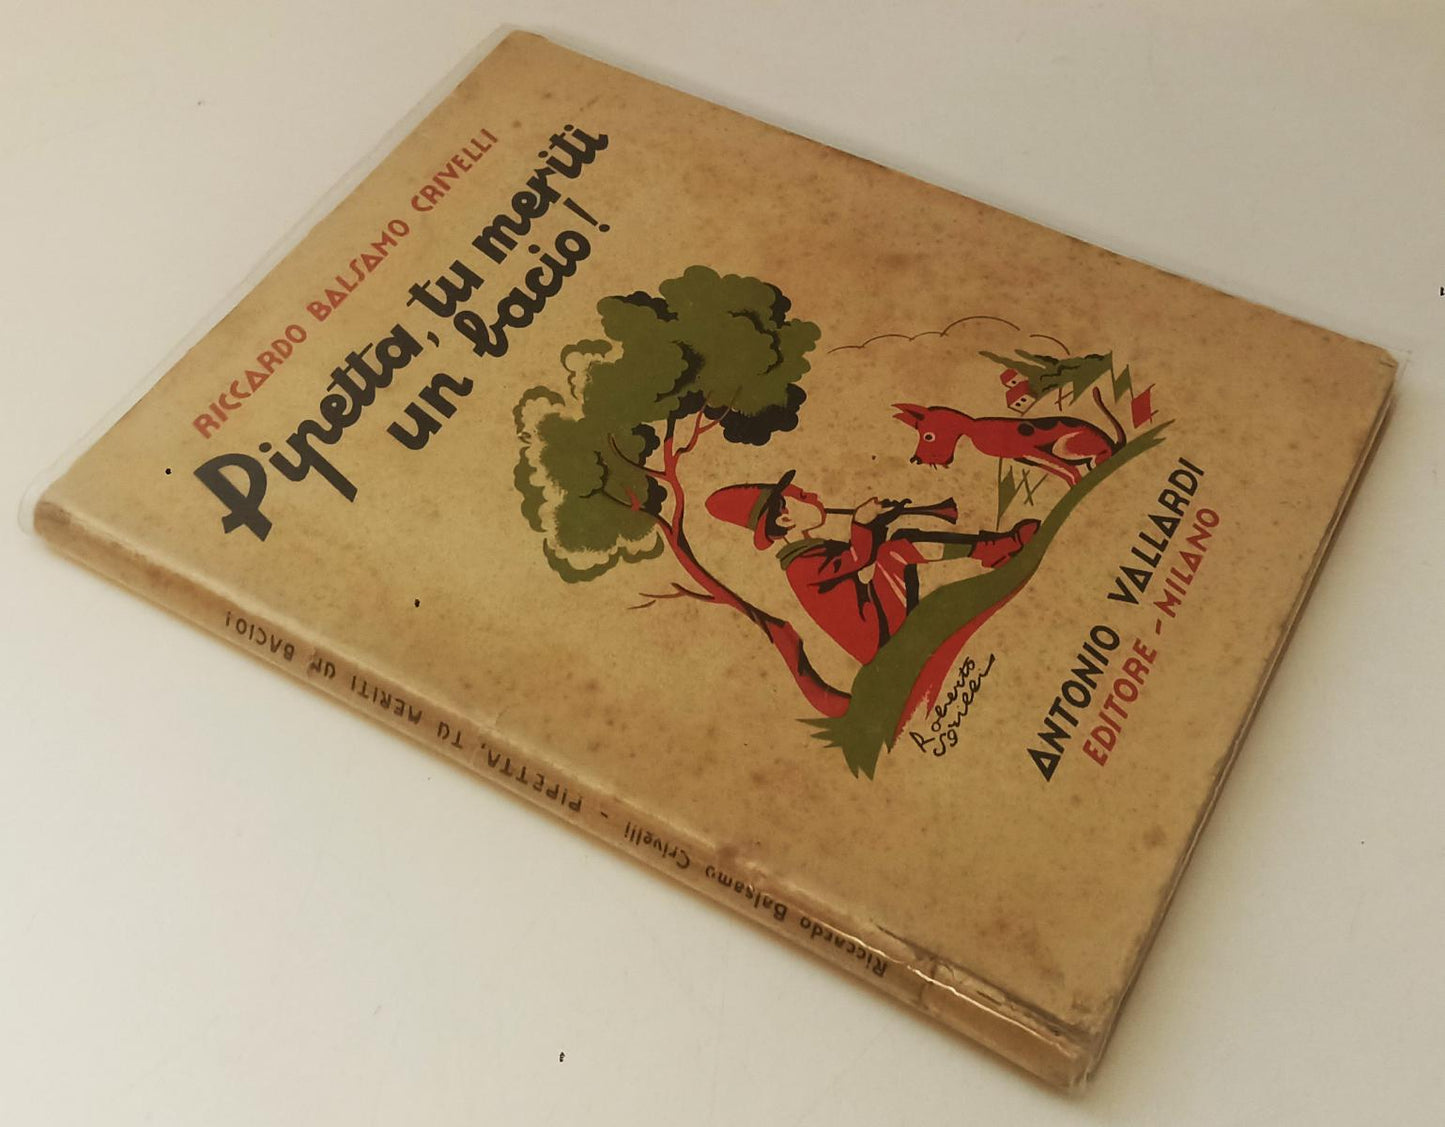 RICCARDO BALSAMO CRIVELLI
Pipetta, tu meriti
un bacio!
Roberto
Sgrilli
ANTONIO VALLARDI
EDITORE - MILANO
Riccardo Balsamo Crivelli - PIPETTA, TU MERITI UN BACIO!